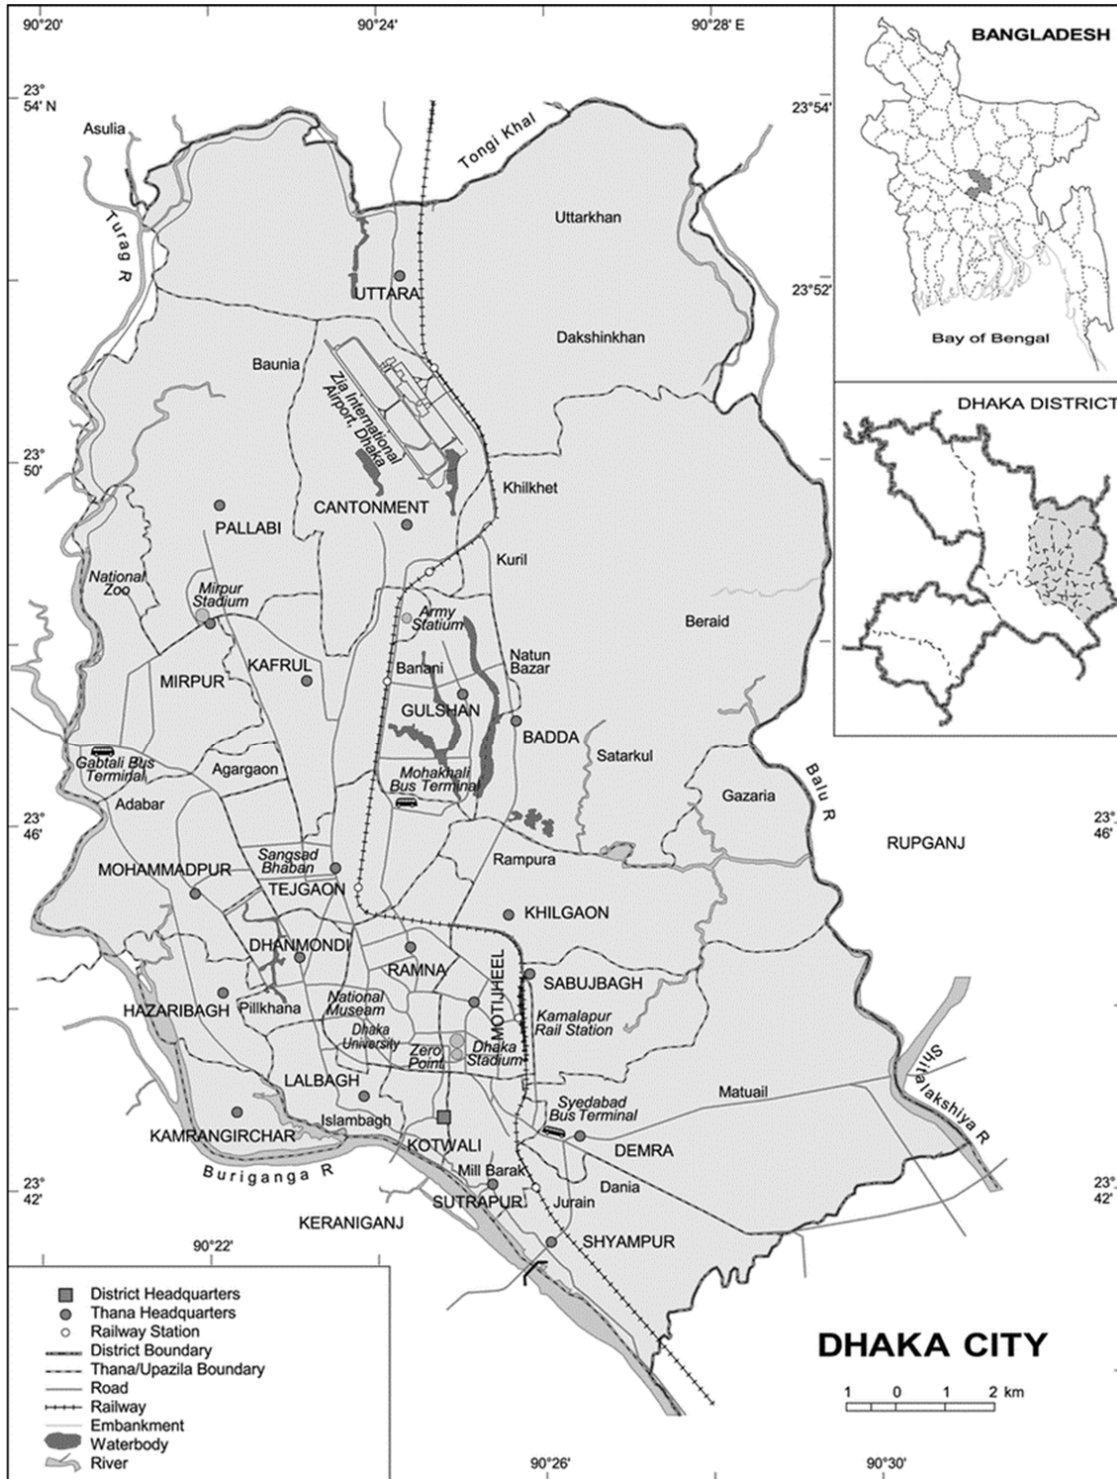 90°20'
90°24'
90°28' E
BANGLADESH
23°
54' N
23°54'
Asulia
Tongi Khal
Uttarkhan
Turag R
23°52'
UTTARA
Bay of Bengal
Dakshinkhan
Baunia
Zia International
Airport, Dhaka
DHAKA DISTRICT
23°
50'
Khilkhet
CANTONMENT
PALLABI
Kuril
National
Zoo
Mirpur
Stadium
Army
Statium
Beraid
Natun
Bazar
KAFRUL
Banani
MIRPUR
GULSHAN
BADDA
Satarkul
Gabtali Bus
Terminal
Agargaon
Mohakhali
Bus Terminal
Balu R
Gazaria
Adabar
23°
46'
23°
46'
RUPGANJ
Sangsad
Bhaban
Rampura
MOHAMMADPUR
TEJGAON
KHILGAON
DHANMONDI
RAMNA
MOTIJHEEL
SABUJBAGH
HAZARIBAGH
Pillkhana
National
Museam
Kamalapur
Rail Station
Dhaka
University
Zero
Point
Dhaka
Stadium
Shitalakshiya R
LALBAGH
Matuail
Syedabad
Bus Terminal
Islambagh
KAMRANGIRCHAR
KOTWALI
DEMRA
Buriganga R
Mill Barak
23°
42'
Dania
23°
42'
SUTRAPUR
Jurain
KERANIGANJ
SHYAMPUR
90°22'
District Headquarters
Thana Headquarters
Railway Station
District Boundary
Thana/Upazila Boundary
Road
Railway
Embankment
Waterbody
River
DHAKA CITY
1 0 1 2 km
90°26'
90°30'